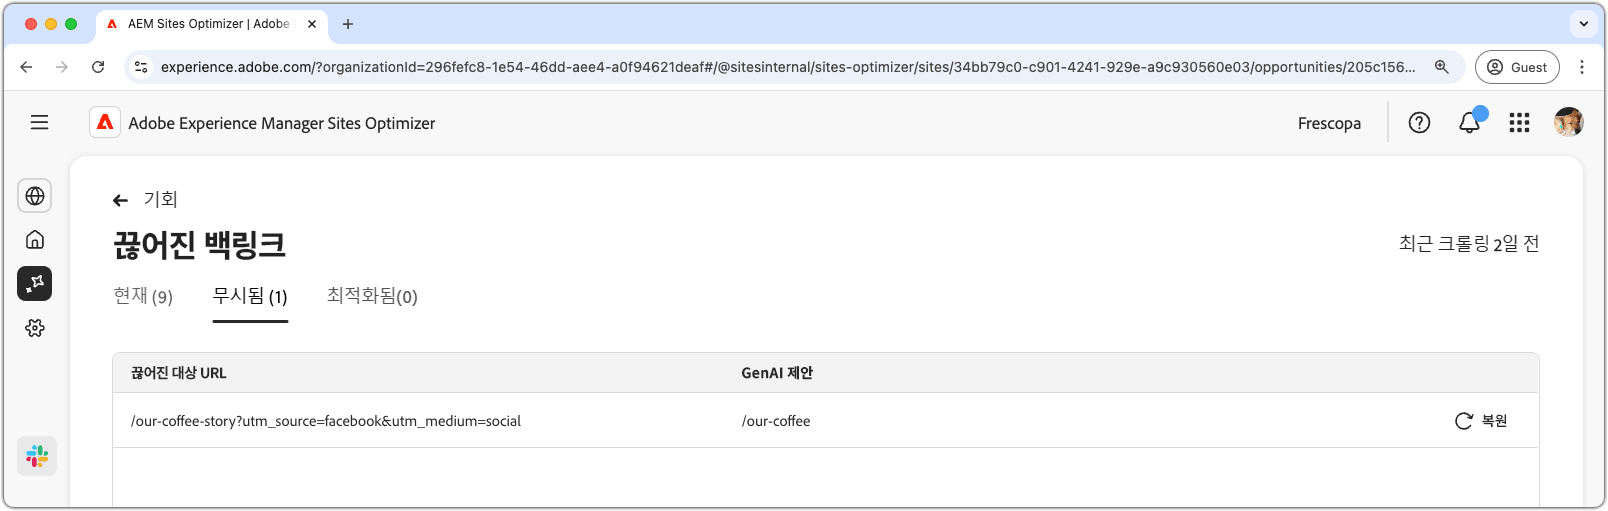 AEM Sites Optimizer | Adobe
experience.adobe.com/?organizationId=296fefc8-1e54-46dd-aee4-a0f94621deaf#/@sitesinternal/sites-optimizer/sites/34bb79c0-c901-4241-929e-a9c930560e03/opportunities/205c156...
Guest
Adobe Experience Manager Sites Optimizer
Frescopa
기회
끊어진 백링크
최근 크롤링 2일 전
현재 (9) 무시됨 (1) 최적화됨(0)
끊어진 대상 URL GenAI 제안
/our-coffee-story?utm_source=facebook&utm_medium=social /our-coffee 복원